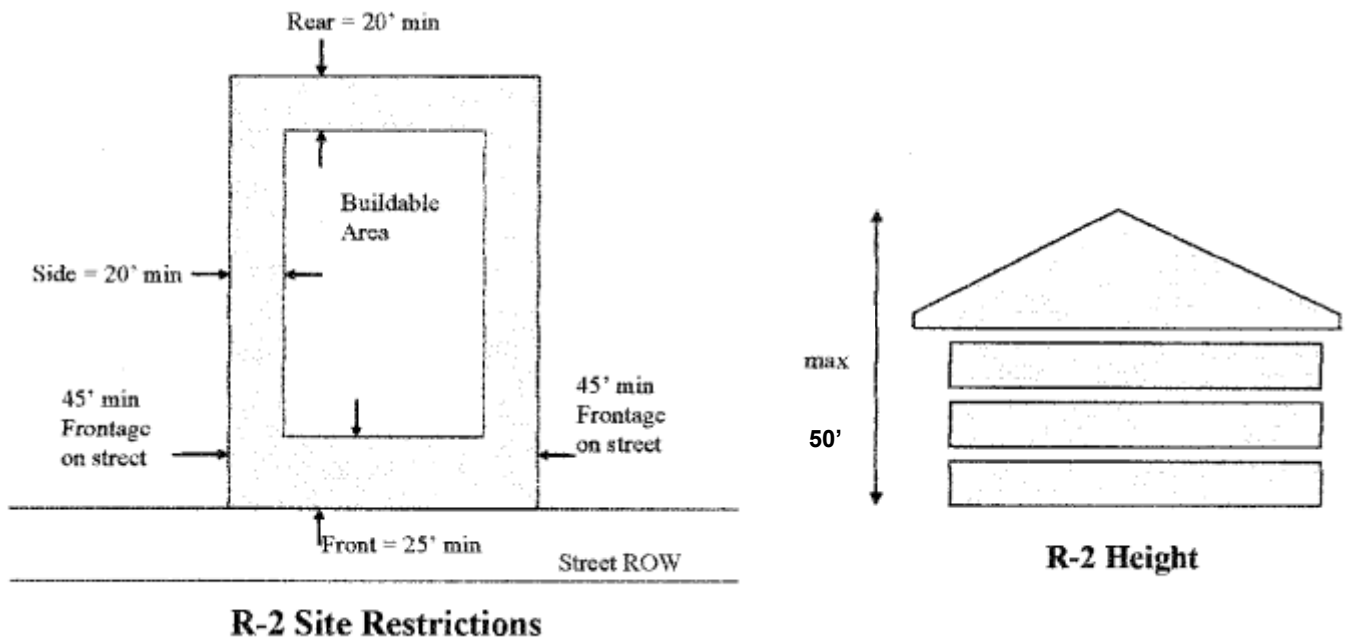 Rear = 20’ min
Buildable
Area
Side = 20’ min
45’ min
Frontage
on street
45’ min
Frontage
on street
Front = 25’ min
Street ROW
R-2 Site Restrictions
max
50’
R-2 Height